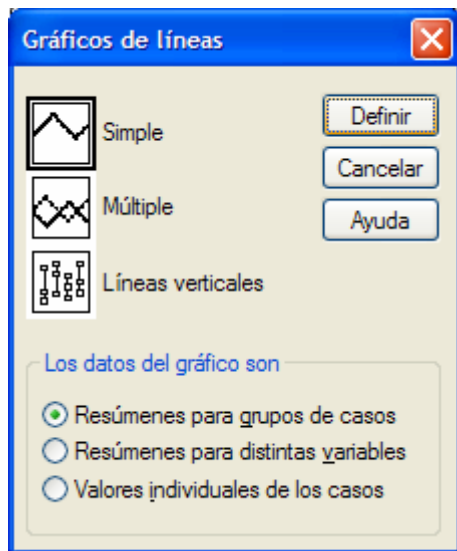 Gráficos de líneas
Simple
Múltiple
Líneas verticales
Definir
Cancelar
Ayuda
Los datos del gráfico son
Resúmenes para grupos de casos
Resúmenes para distintas variables
Valores individuales de los casos